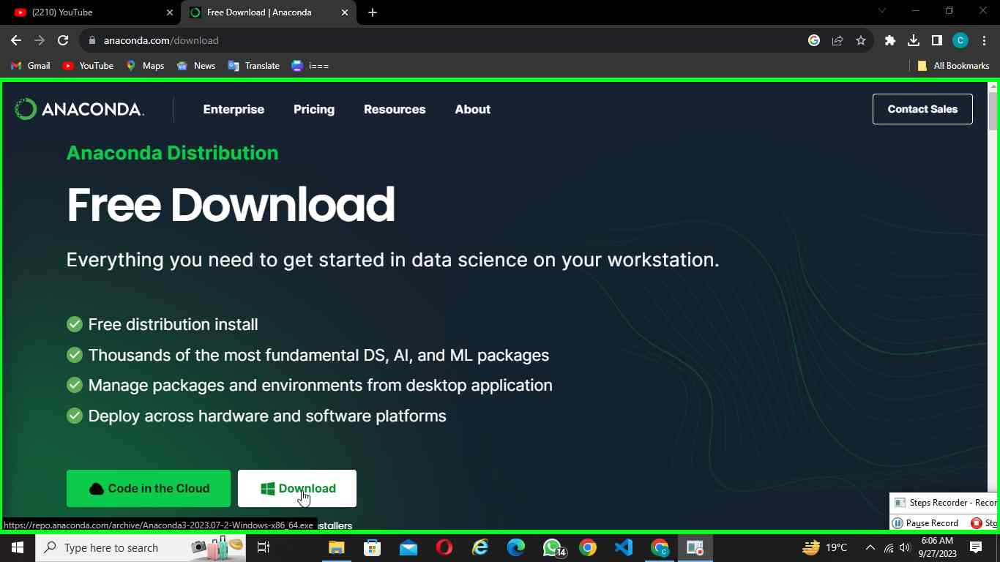 (2210) YouTube
Free Download | Anaconda
anaconda.com/download
C
Gmail
YouTube
Maps
News
Translate
i===
All Bookmarks
ANACONDA.
Enterprise
Pricing
Resources
About
Contact Sales
Anaconda Distribution
Free Download
Everything you need to get started in data science on your workstation.
Free distribution install
Thousands of the most fundamental DS, AI, and ML packages
Manage packages and environments from desktop application
Deploy across hardware and software platforms
Code in the Cloud
Download
Steps Recorder - Recor
Pause Record
Sto
https://repo.anaconda.com/archive/Anaconda3-2023.07-2-Windows-x86_64.exe
stallers
Type here to search
14
C
19°C
6:06 AM
9/27/2023